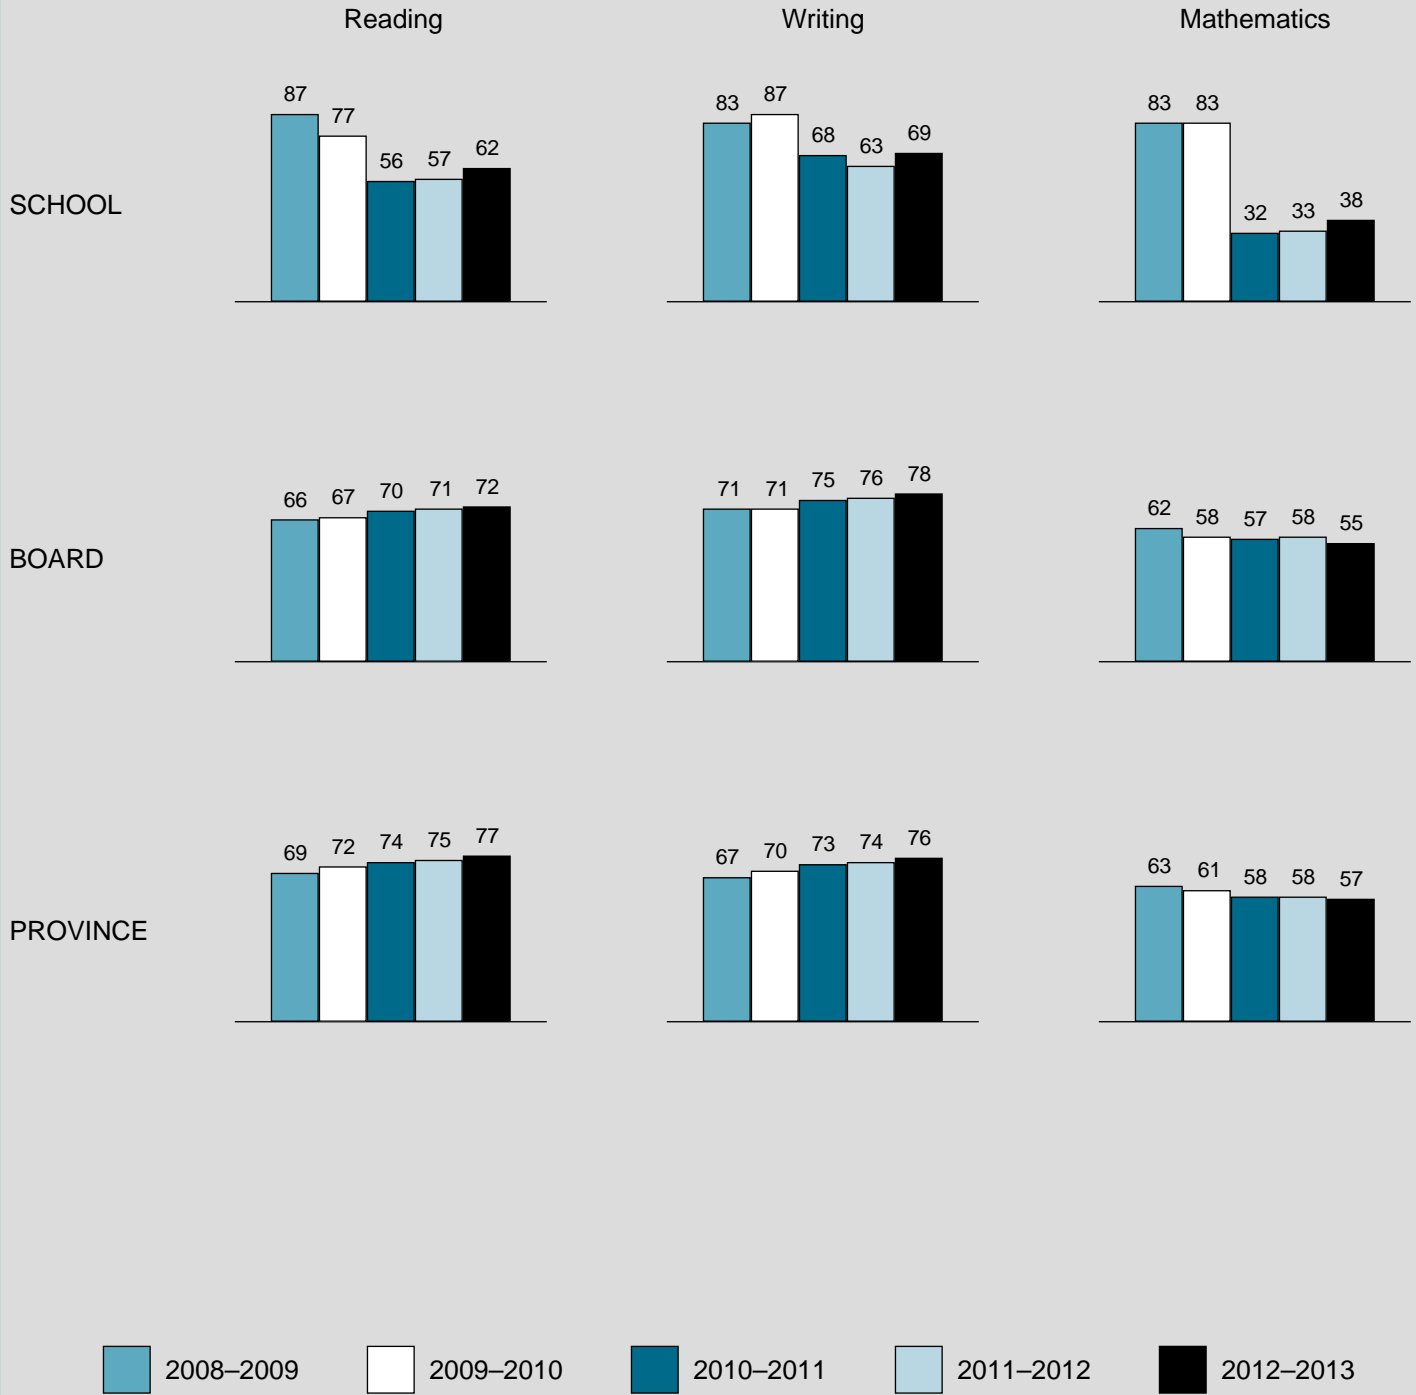 Reading Writing Mathematics
87 77 56 57 62 83 87 68 63 69 83 83 32 33 38
SCHOOL
66 67 70 71 72 71 71 75 76 78 62 58 57 58 55
BOARD
69 72 74 75 77 67 70 73 74 76 63 61 58 58 57
PROVINCE
2008–2009 2009–2010 2010–2011 2011–2012 2012–2013